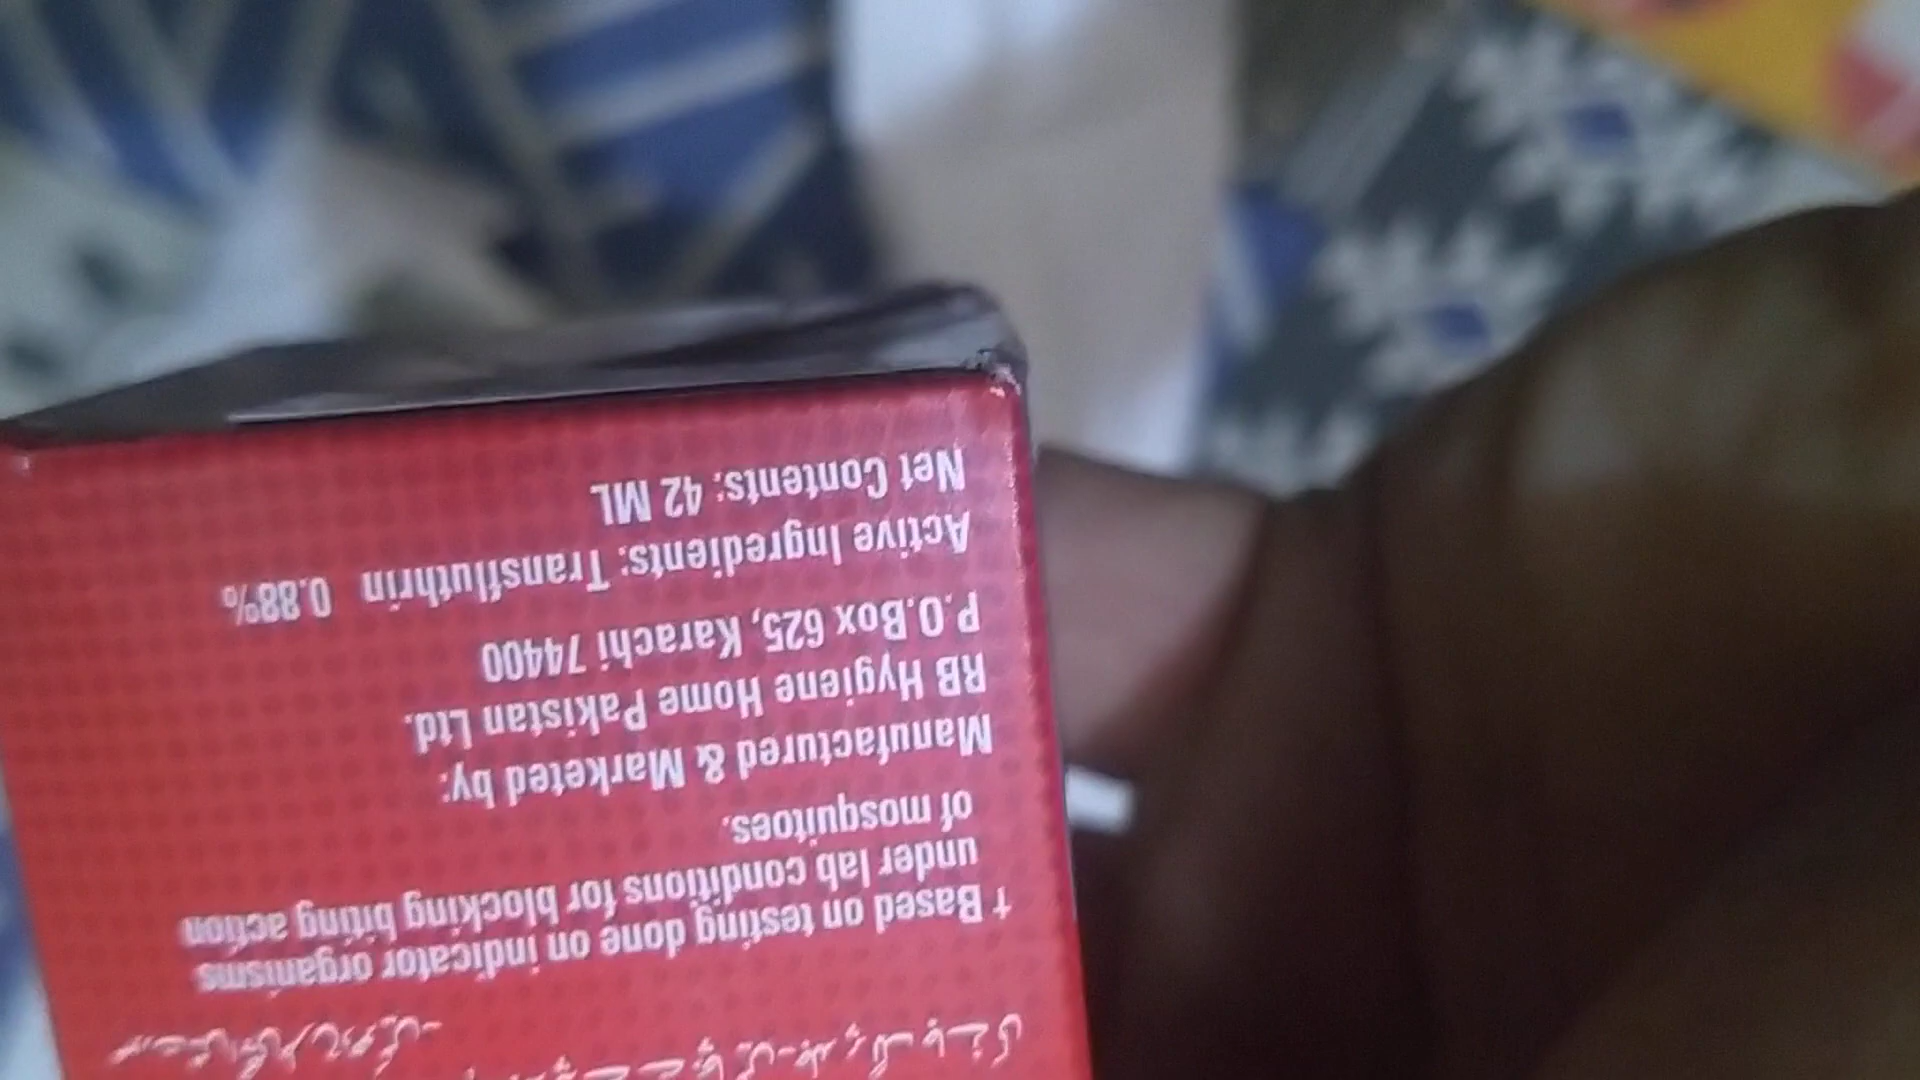 † Based on testing done on indicator organisms
under lab conditions for blocking biting action
of mosquitoes.
Manufactured & Marketed by:
RB Hygiene Home Pakistan Ltd.
P.O.Box 625, Karachi 74400
Active Ingredients: Transfluthrin 0.88%
Net Contents: 42 ML